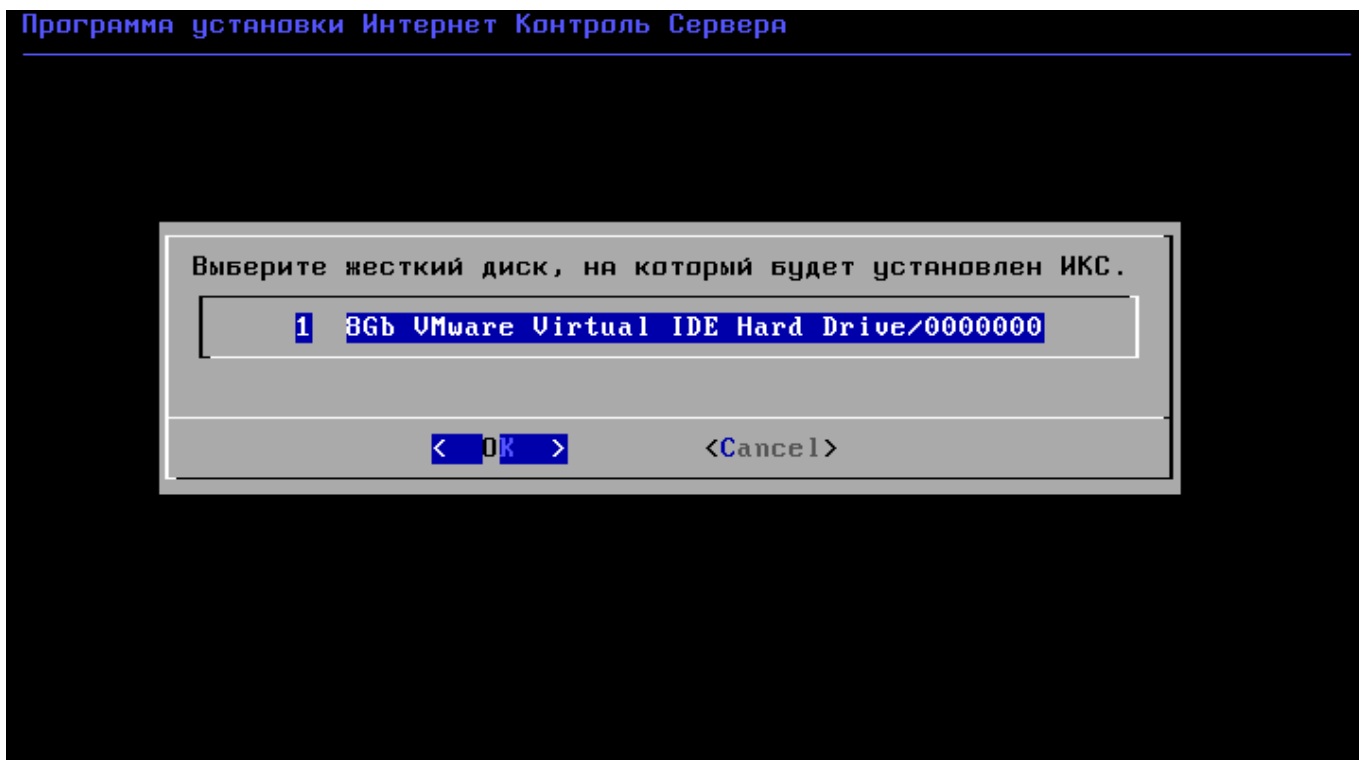 Программа установки Интернет Контроль Сервера
Выберите жесткий диск, на который будет установлен ИКС.
1 8Gb VMware Virtual IDE Hard Drive/0000000
< OK > <Cancel>